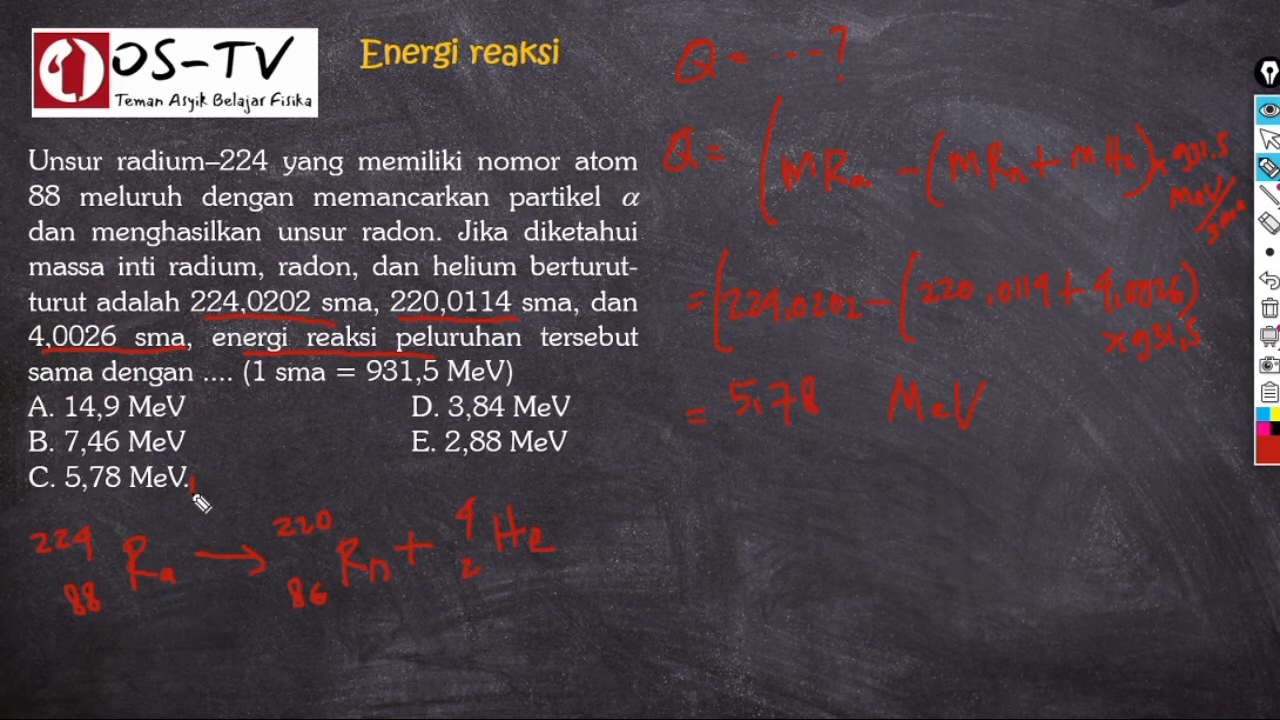 OS-TV
Teman Asyik Belajar Fisika
Energi reaksi
Unsur radium–224 yang memiliki nomor atom
88 meluruh dengan memancarkan partikel α
dan menghasilkan unsur radon. Jika diketahui
massa inti radium, radon, dan helium berturut-
turut adalah 224,0202 sma, 220,0114 sma, dan
4,0026 sma, energi reaksi peluruhan tersebut
sama dengan .... (1 sma = 931,5 MeV)
A. 14,9 MeV
D. 3,84 MeV
B. 7,46 MeV
E. 2,88 MeV
C. 5,78 MeV.
224 220 4
Ra → Rn + He
88 86 2
Q = ...-?
Q = (mRa - (mRn + mHe) x 931,5
MeV/
sma
= (224,0202 - (220,0114 + 4,0026)
x 931,5
= 5,78 MeV